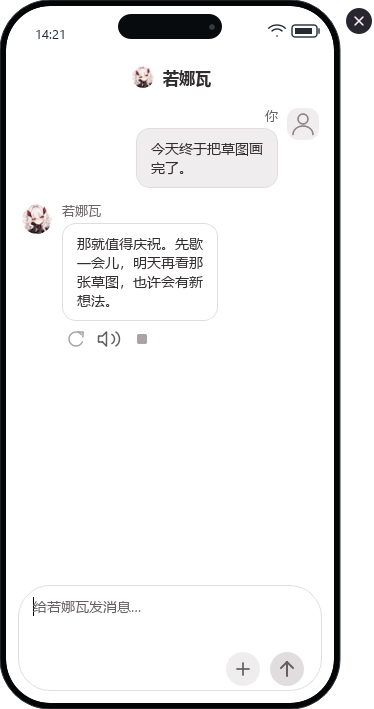 14:21
若娜瓦
你
今天终于把草图画
完了。
若娜瓦
那就值得庆祝。先歇
一会儿，明天再看那
张草图，也许会有新
想法。
给若娜瓦发消息...